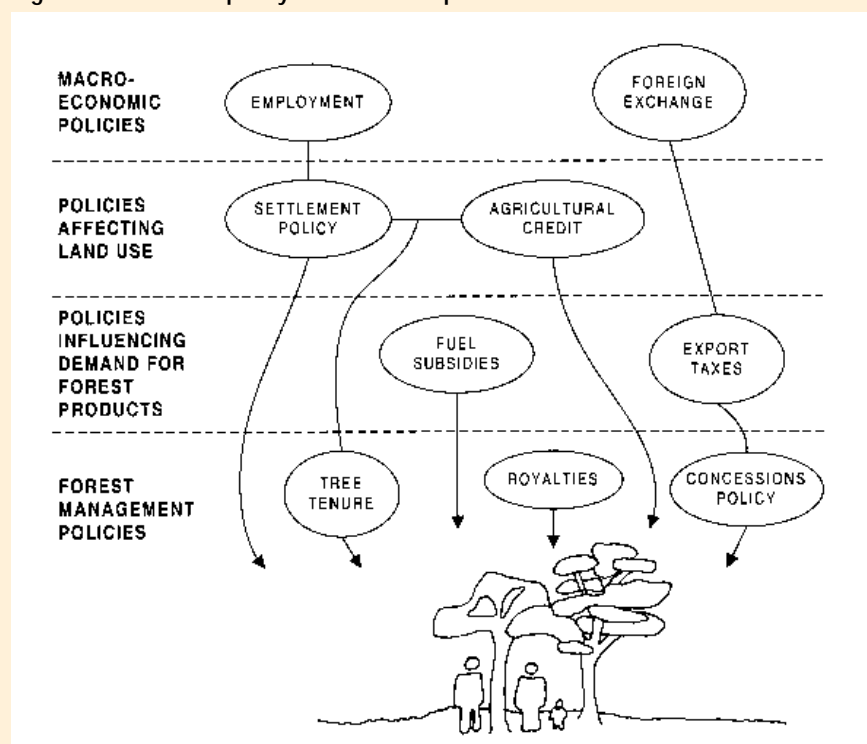 MACRO-
ECONOMIC
POLICIES
EMPLOYMENT
FOREIGN
EXCHANGE
POLICIES
AFFECTING
LAND USE
SETTLEMENT
POLICY
AGRICULTURAL
CREDIT
POLICIES
INFLUENCING
DEMAND FOR
FOREST
PRODUCTS
FUEL
SUBSIDIES
EXPORT
TAXES
FOREST
MANAGEMENT
POLICIES
TREE
TENURE
ROYALTIES
CONCESSIONS
POLICY